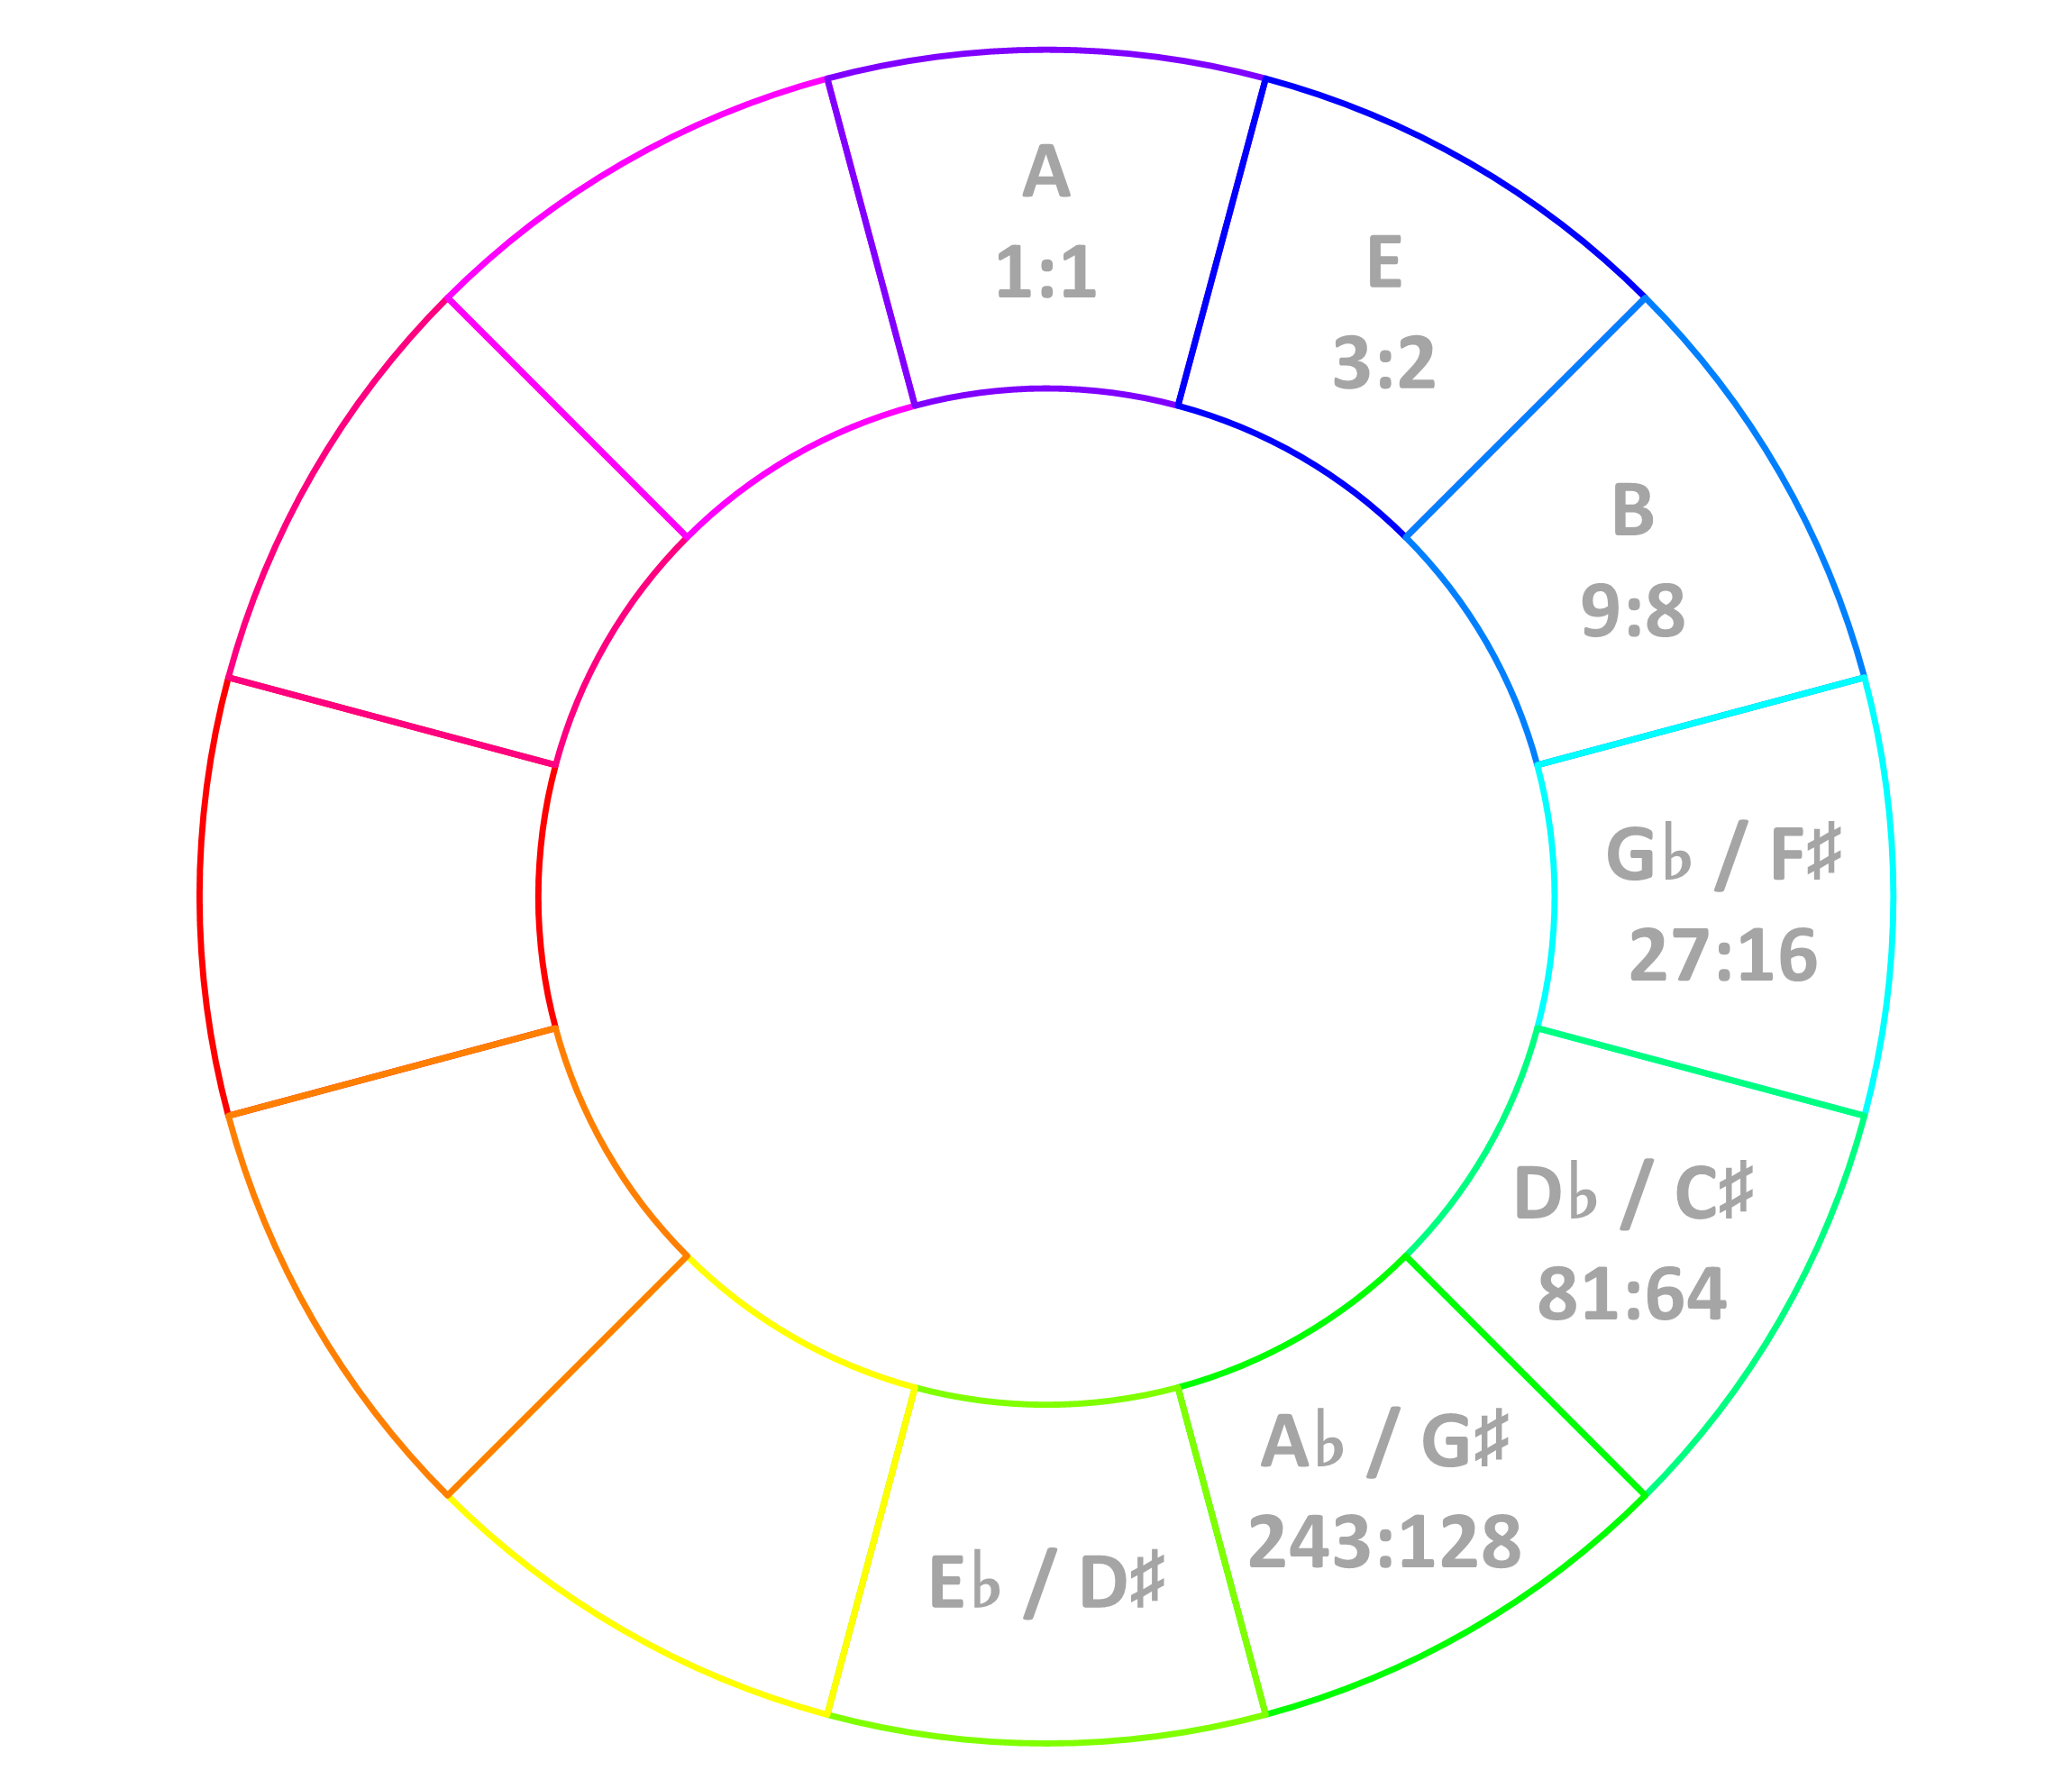 A
1:1
E
3:2
B
9:8
G♭ / F♯
27:16
D♭ / C♯
81:64
A♭ / G♯
243:128
E♭ / D♯